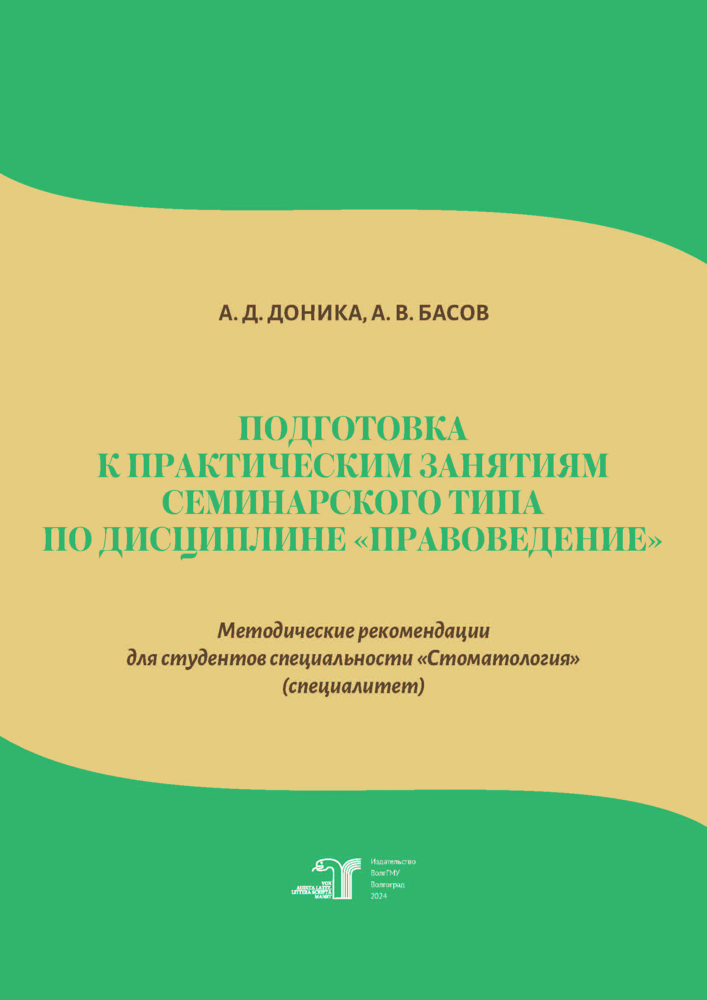 А. Д. ДОНИКА, А. В. БАСОВ
ПОДГОТОВКА
К ПРАКТИЧЕСКИМ ЗАНЯТИЯМ
СЕМИНАРСКОГО ТИПА
ПО ДИСЦИПЛИНЕ «ПРАВОВЕДЕНИЕ»
Методические рекомендации
для студентов специальности «Стоматология»
(специалитет)
VOX
AUDITA LATET,
LITTERA SCRIPTA
MANET
Издательство
ВолгГМУ
Волгоград
2024